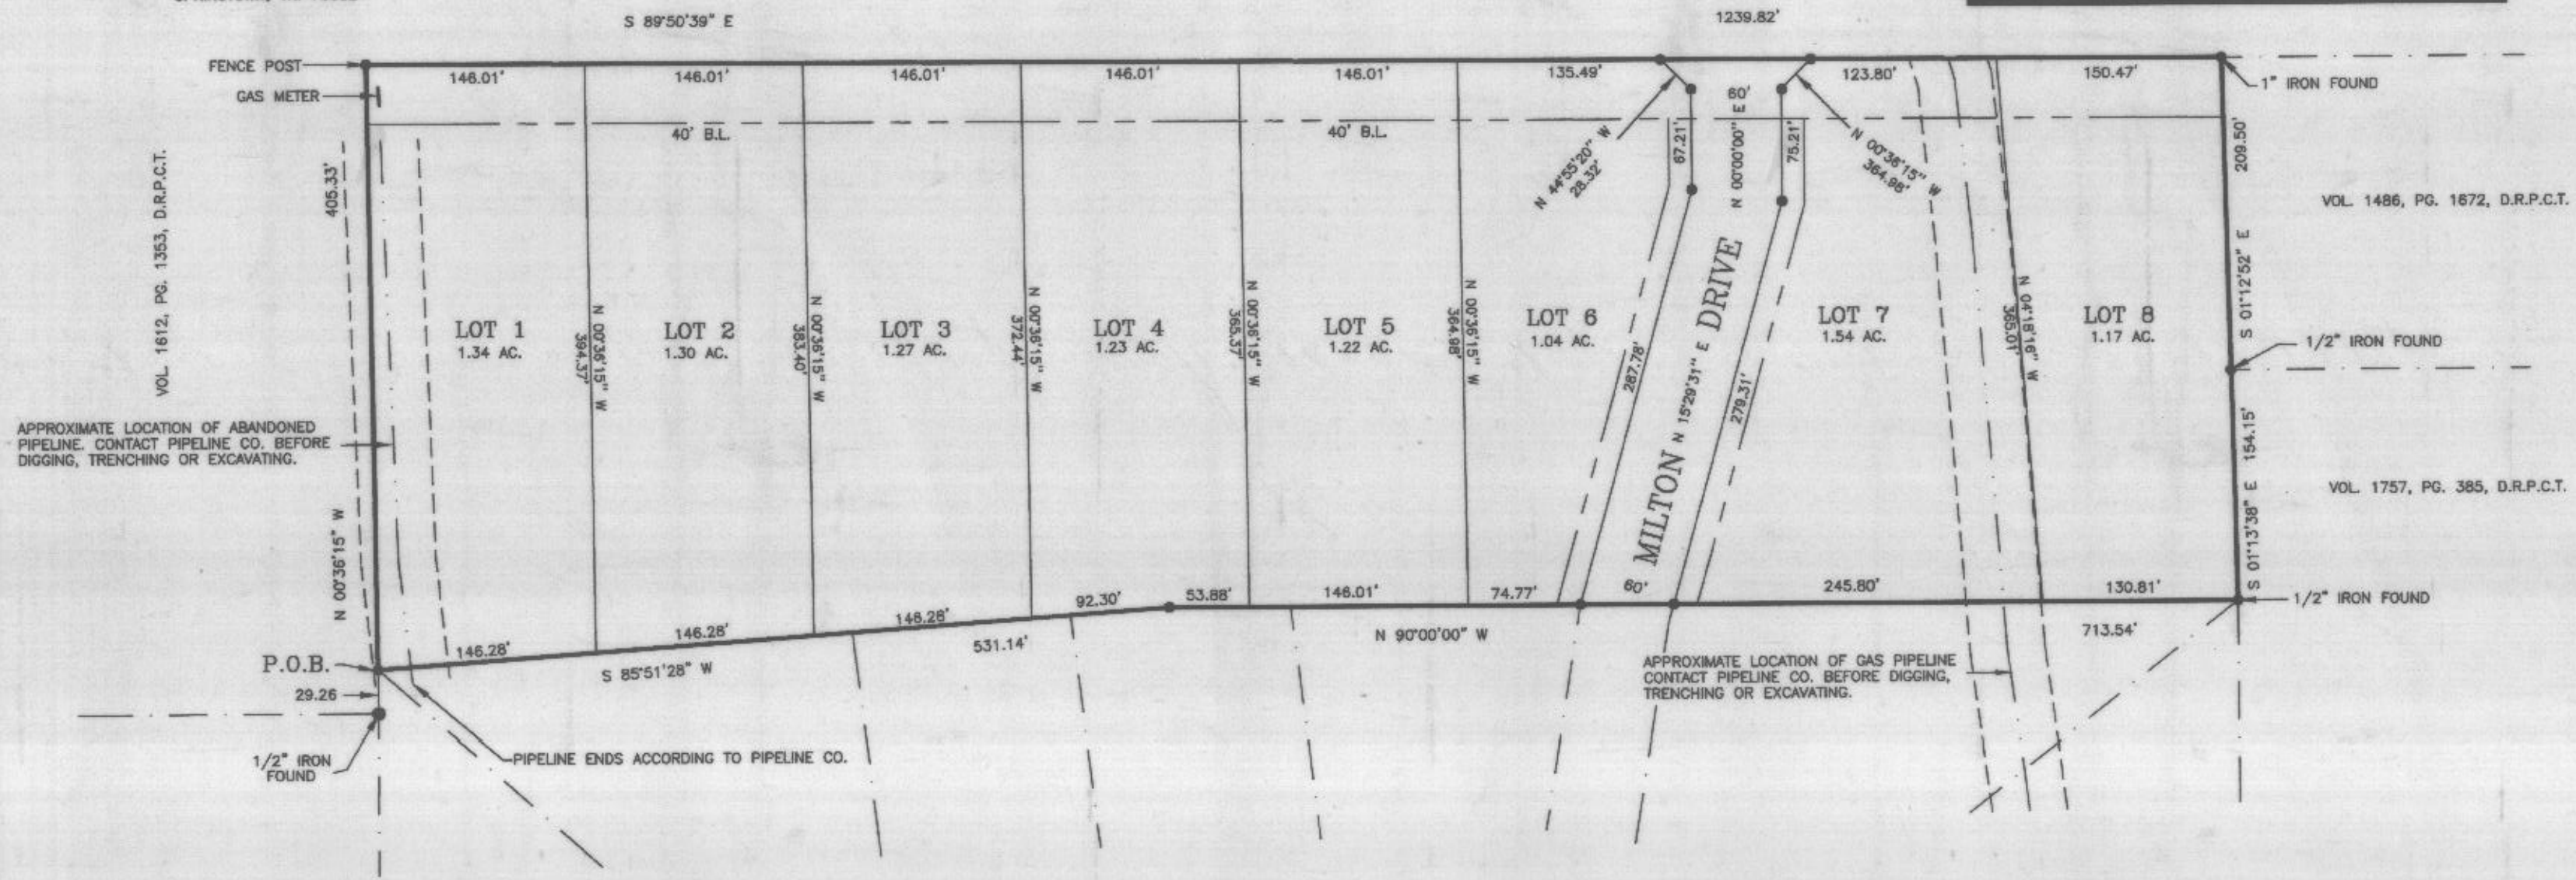 S 89°50'39" E
1239.82'
FENCE POST
146.01'
146.01'
146.01'
146.01'
146.01'
135.49'
123.80'
150.47'
1" IRON FOUND
GAS METER
60'
40' B.L.
40' B.L.
N 44°55'20" W
28.32'
67.21'
N 00°00'00" E
75.21'
N 00°36'15" W
364.98'
209.50'
VOL. 1612, PG. 1353, D.R.P.C.T.
405.33'
VOL. 1486, PG. 1672, D.R.P.C.T.
S 01°12'52" E
LOT 1
1.34 AC.
N 00°36'15" W
394.37'
LOT 2
1.30 AC.
N 00°36'15" W
383.40'
LOT 3
1.27 AC.
N 00°36'15" W
372.44'
LOT 4
1.23 AC.
N 00°36'15" W
365.37'
LOT 5
1.22 AC.
N 00°36'15" W
364.98'
LOT 6
1.04 AC.
287.78'
MILTON DRIVE
N 15°29'31" E
279.31'
LOT 7
1.54 AC.
N 04°18'16" W
365.01'
LOT 8
1.17 AC.
1/2" IRON FOUND
APPROXIMATE LOCATION OF ABANDONED
PIPELINE. CONTACT PIPELINE CO. BEFORE
DIGGING, TRENCHING OR EXCAVATING.
N 00°36'15" W
154.15'
S 01°13'38" E
VOL. 1757, PG. 385, D.R.P.C.T.
146.28'
146.28'
146.28'
92.30'
53.88'
146.01'
74.77'
60'
245.80'
130.81'
1/2" IRON FOUND
P.O.B.
S 85°51'28" W
531.14'
N 90°00'00" W
713.54'
29.26
APPROXIMATE LOCATION OF GAS PIPELINE
CONTACT PIPELINE CO. BEFORE DIGGING,
TRENCHING OR EXCAVATING.
1/2" IRON
FOUND
PIPELINE ENDS ACCORDING TO PIPELINE CO.